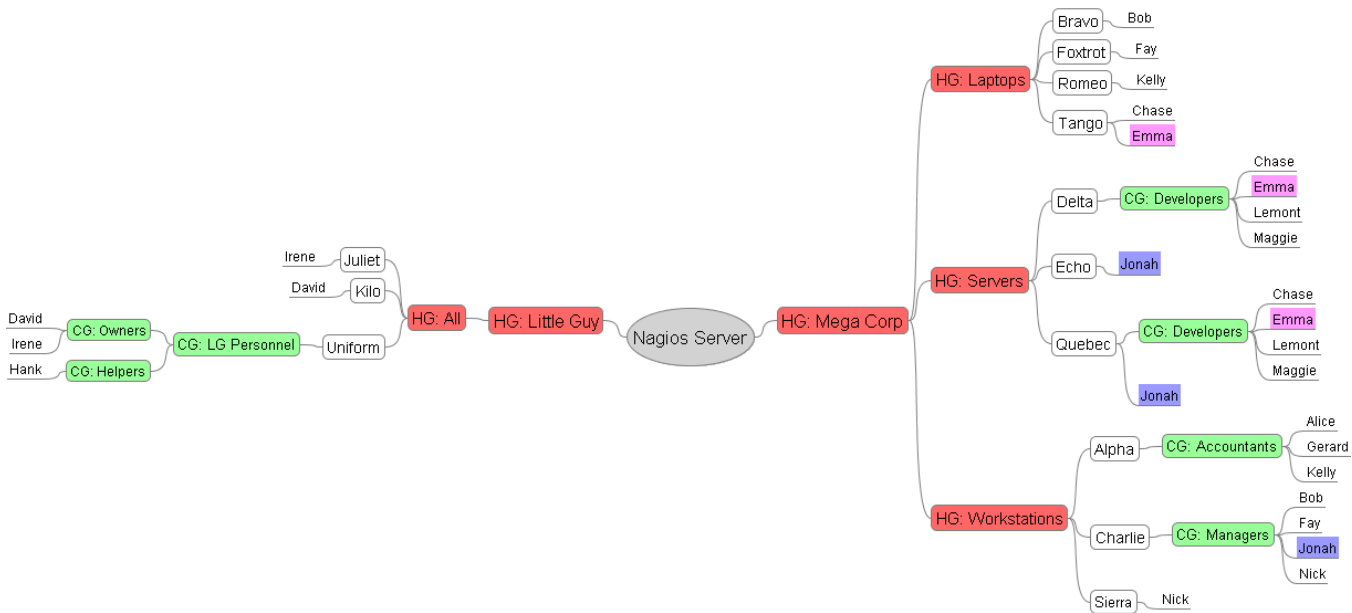 Nagios Server
HG: Mega Corp
HG: Laptops
Bravo
Bob
Foxtrot
Fay
Romeo
Kelly
Tango
Chase
Emma
HG: Servers
Delta
CG: Developers
Chase
Emma
Lemont
Maggie
Echo
Jonah
Quebec
CG: Developers
Chase
Emma
Lemont
Maggie
Jonah
HG: Workstations
Alpha
CG: Accountants
Alice
Gerard
Kelly
Charlie
CG: Managers
Bob
Fay
Jonah
Nick
Sierra
Nick
HG: Little Guy
HG: All
Juliet
Irene
Kilo
David
Uniform
CG: LG Personnel
CG: Owners
David
Irene
CG: Helpers
Hank